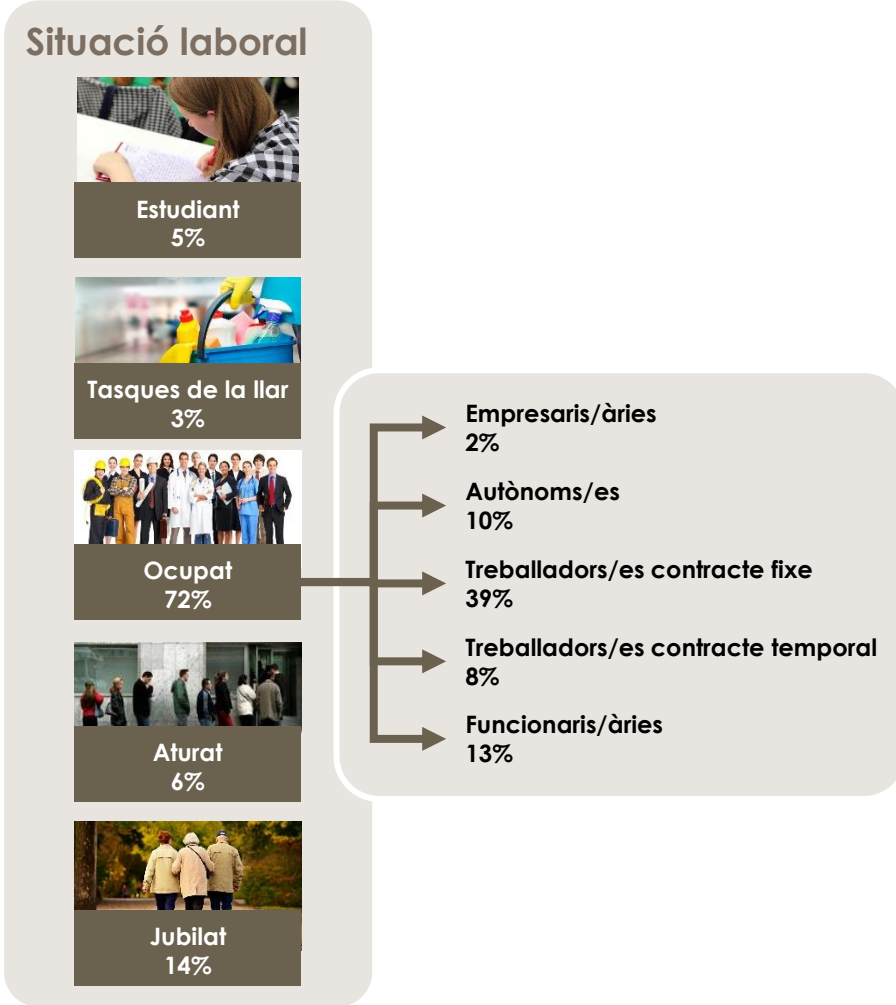 Situació laboral
Estudiant
5%
Tasques de la llar
3%
Ocupat
72%
Empresaris/àries
2%
Autònoms/es
10%
Treballadors/es contracte fixe
39%
Treballadors/es contracte temporal
8%
Funcionaris/àries
13%
Aturat
6%
Jubilat
14%